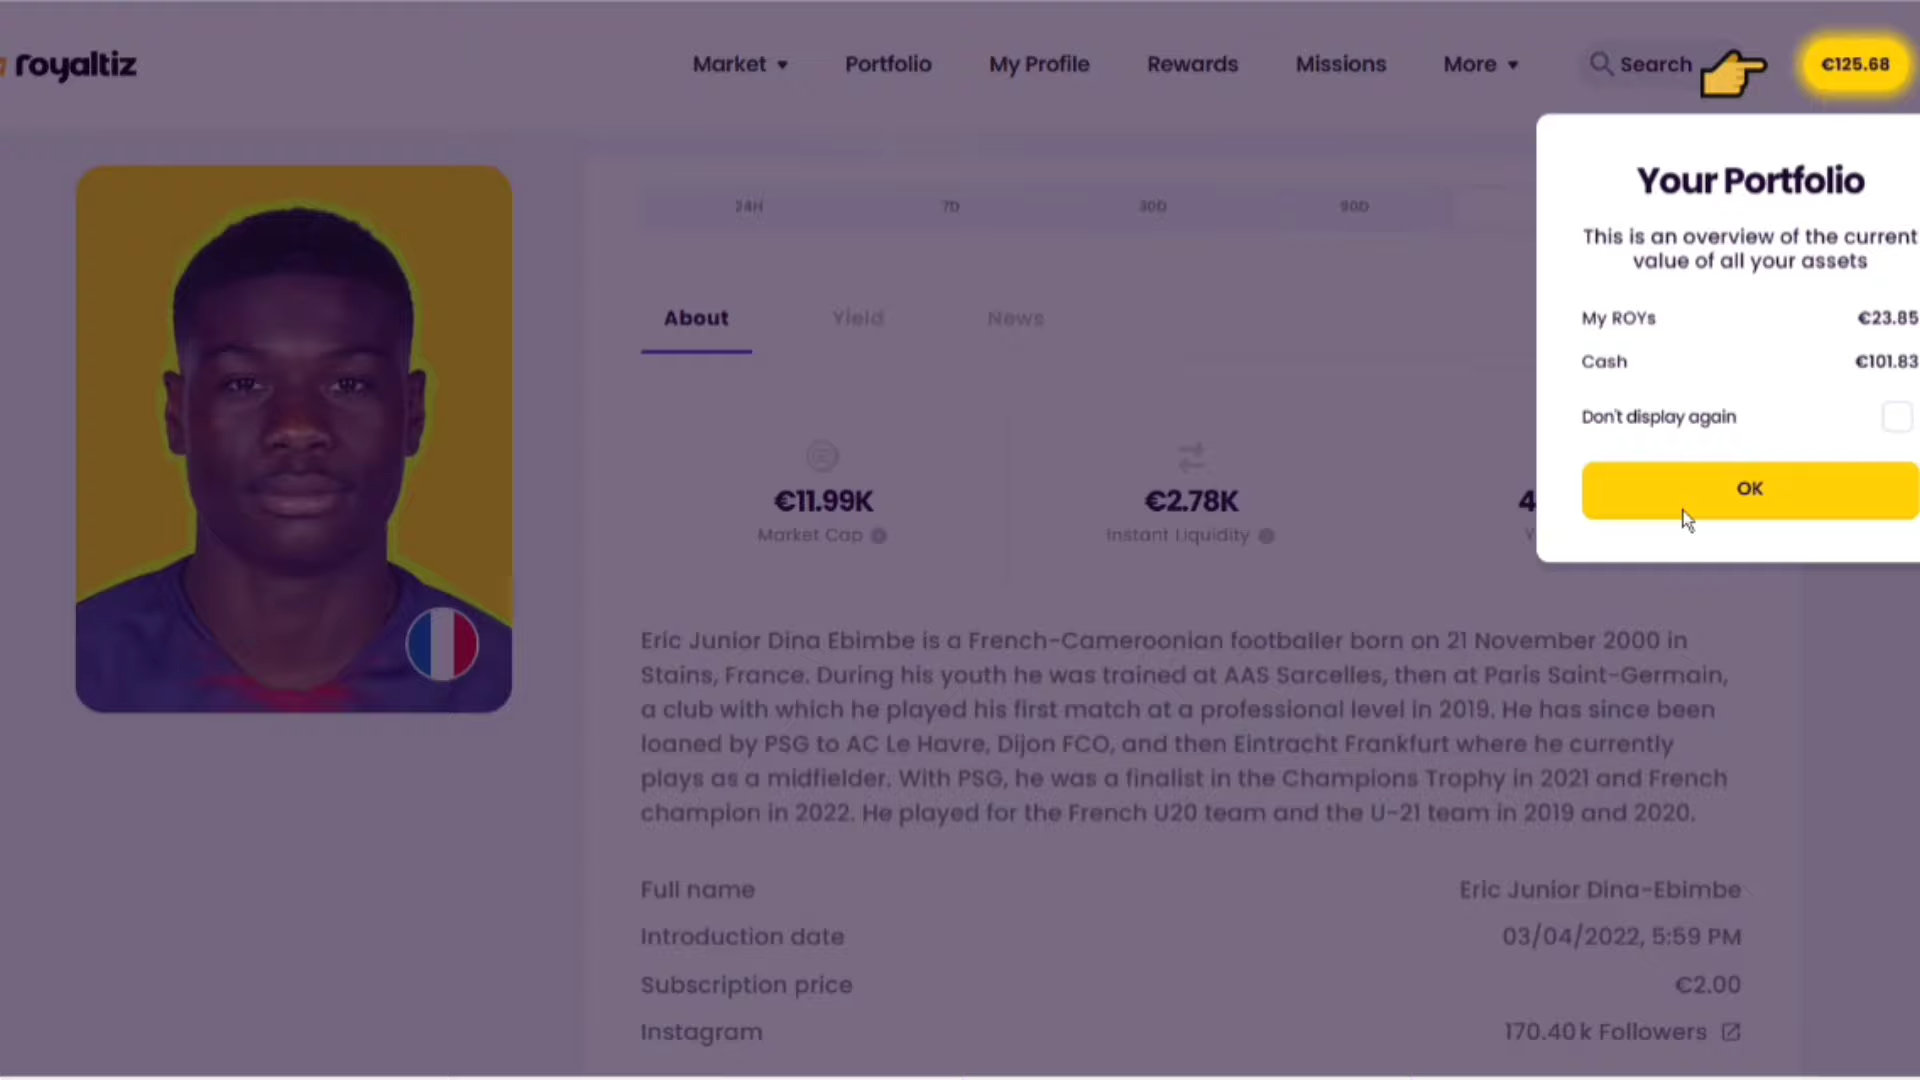 royaltiz
Market
Portfolio
My Profile
Rewards
Missions
More
Search
€125.68
Your Portfolio
This is an overview of the current
value of all your assets
My ROYs €23.85
Cash €101.83
Don't display again
OK
24H 7D 30D 90D
About Yield News
€11.99K
Market Cap
€2.78K
Instant Liquidity
4
Y
Eric Junior Dina Ebimbe is a French-Cameroonian footballer born on 21 November 2000 in
Stains, France. During his youth he was trained at AAS Sarcelles, then at Paris Saint-Germain,
a club with which he played his first match at a professional level in 2019. He has since been
loaned by PSG to AC Le Havre, Dijon FCO, and then Eintracht Frankfurt where he currently
plays as a midfielder. With PSG, he was a finalist in the Champions Trophy in 2021 and French
champion in 2022. He played for the French U20 team and the U-21 team in 2019 and 2020.
Full name Eric Junior Dina-Ebimbe
Introduction date 03/04/2022, 5:59 PM
Subscription price €2.00
Instagram 170.40k Followers